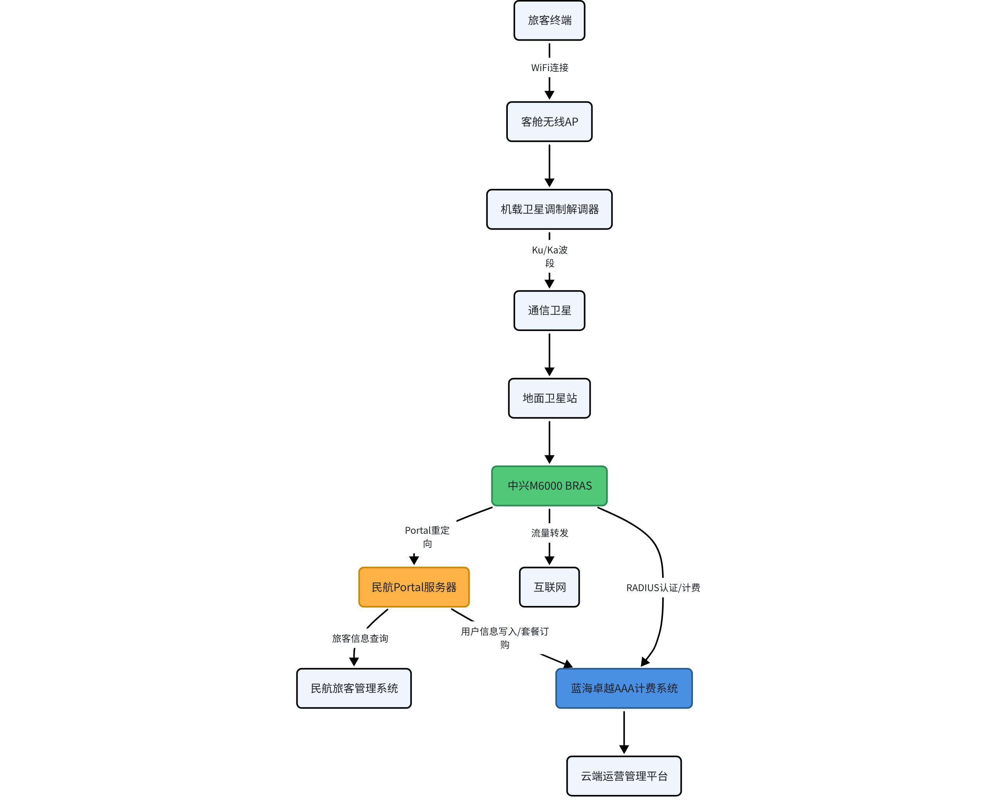 旅客终端
WiFi连接
客舱无线AP
机载卫星调制解调器
Ku/Ka波
段
通信卫星
地面卫星站
中兴M6000 BRAS
Portal重定
向
流量转发
民航Portal服务器
互联网
RADIUS认证/计费
旅客信息查询
用户信息写入/套餐订
购
民航旅客管理系统
蓝海卓越AAA计费系统
云端运营管理平台